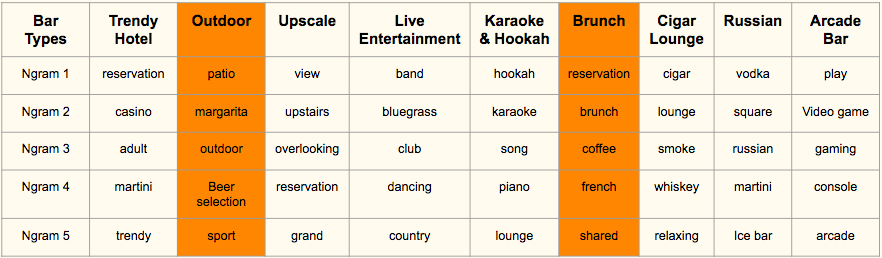 Bar Types Trendy Hotel Outdoor Upscale Live Entertainment Karaoke & Hookah Brunch Cigar Lounge Russian Arcade Bar
Ngram 1 reservation patio view band hookah reservation cigar vodka play
Ngram 2 casino margarita upstairs bluegrass karaoke brunch lounge square Video game
Ngram 3 adult outdoor overlooking club song coffee smoke russian gaming
Ngram 4 martini Beer selection reservation dancing piano french whiskey martini console
Ngram 5 trendy sport grand country lounge shared relaxing Ice bar arcade